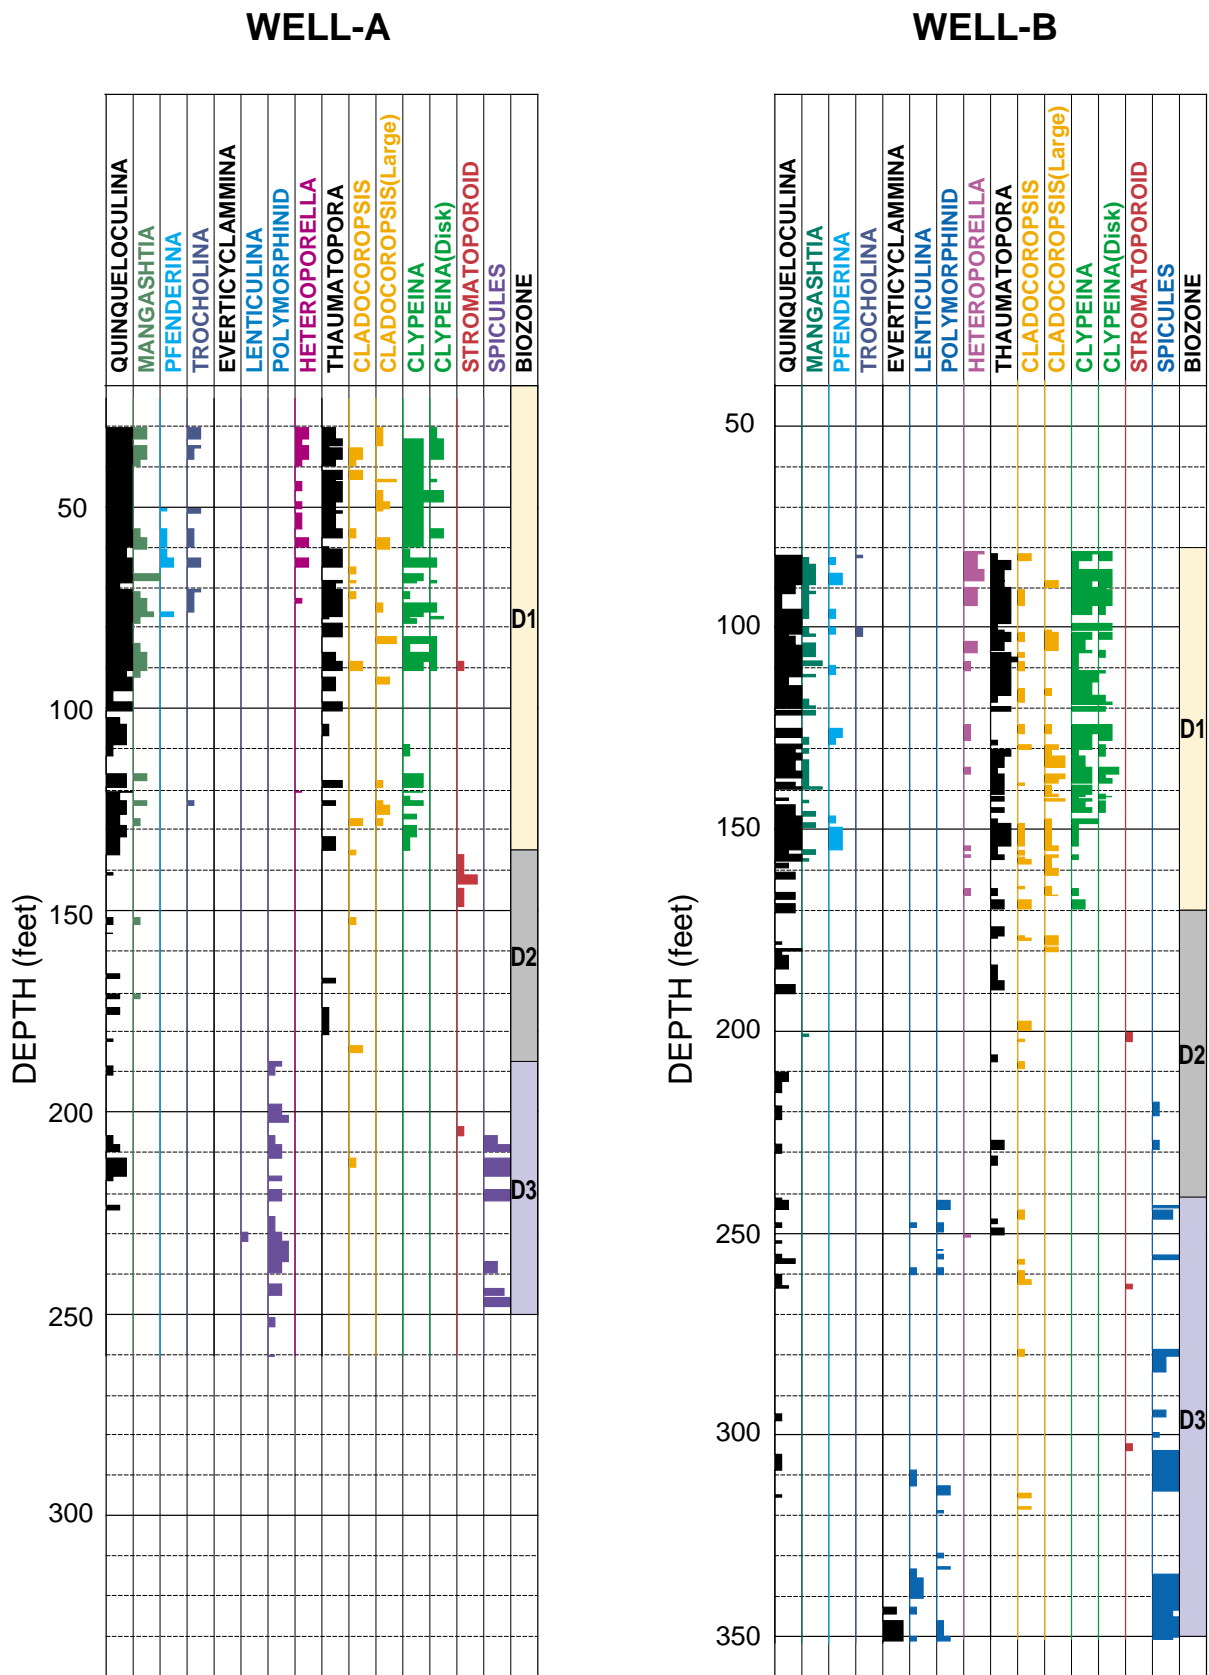 WELL-A
WELL-B
QUINQUELOCULINA
MANGASHTIA
PFENDERINA
TROCHOLINA
EVERTICYCLAMMINA
LENTICULINA
POLYMORPHINID
HETEROPORELLA
THAUMATOPORA
CLADOCOROPSIS
CLADOCOROPSIS(Large)
CLYPEINA
CLYPEINA(Disk)
STROMATOPOROID
SPICULES
BIOZONE
DEPTH (feet)
50
100
150
200
250
300
D1
D2
D3
QUINQUELOCULINA
MANGASHTIA
PFENDERINA
TROCHOLINA
EVERTICYCLAMMINA
LENTICULINA
POLYMORPHINID
HETEROPORELLA
THAUMATOPORA
CLADOCOROPSIS
CLADOCOROPSIS(Large)
CLYPEINA
CLYPEINA(Disk)
STROMATOPOROID
SPICULES
BIOZONE
DEPTH (feet)
50
100
150
200
250
300
350
D1
D2
D3